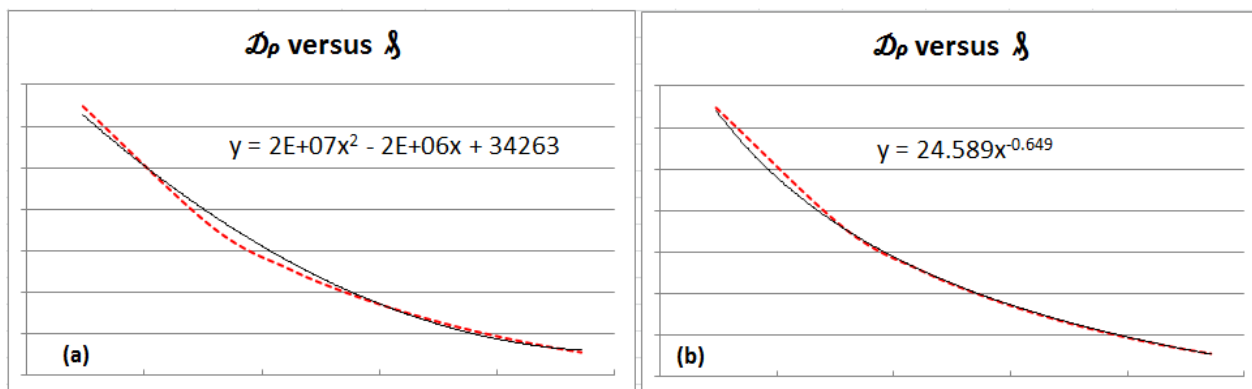 𝒟ρ versus 𝒮
y = 2E+07x² - 2E+06x + 34263
(a)
𝒟ρ versus 𝒮
y = 24.589x⁻⁰·⁶⁴⁹
(b)